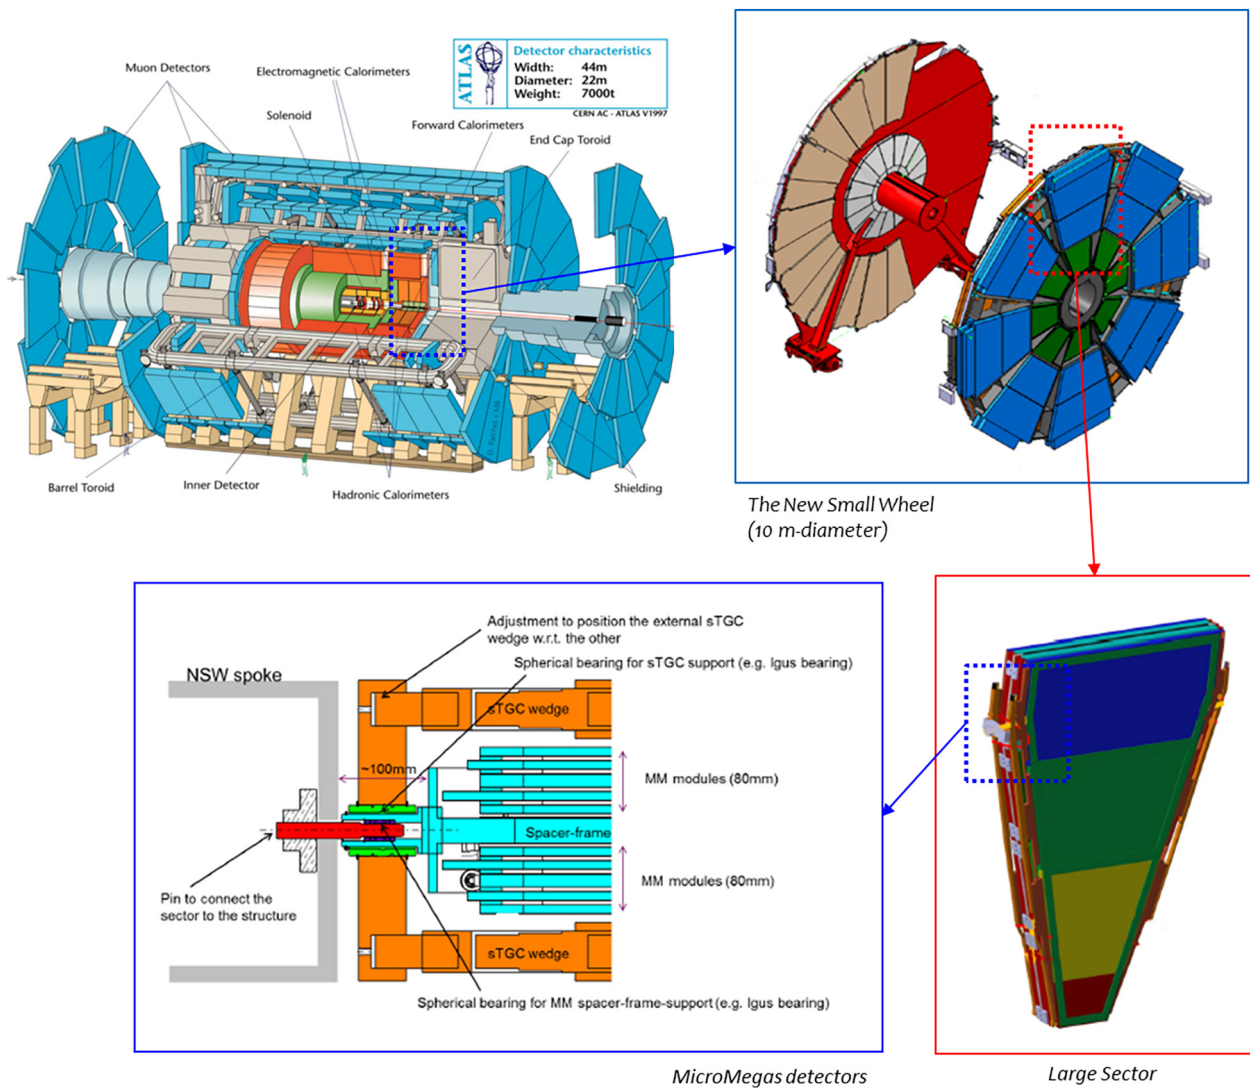 ATLAS
Detector characteristics
Width: 44m
Diameter: 22m
Weight: 7000t
CERN AC - ATLAS V1997
Muon Detectors
Electromagnetic Calorimeters
Solenoid
Forward Calorimeters
End Cap Toroid
Barrel Toroid
Inner Detector
Hadronic Calorimeters
Shielding
The New Small Wheel
(10 m-diameter)
Adjustment to position the external sTGC
wedge w.r.t. the other
Spherical bearing for sTGC support (e.g. Igus bearing)
NSW spoke
sTGC wedge
~100mm
MM modules (80mm)
Spacer-frame
MM modules (80mm)
Pin to connect the
sector to the structure
sTGC wedge
Spherical bearing for MM spacer-frame-support (e.g. Igus bearing)
MicroMegas detectors
Large Sector